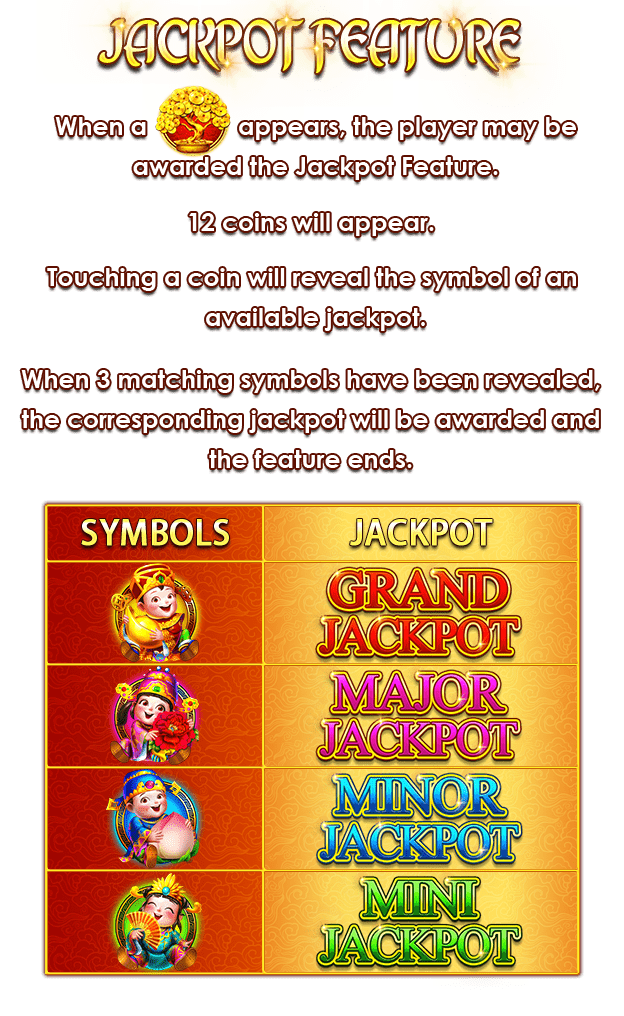 JACKPOT FEATURE
When a appears, the player may be
awarded the Jackpot Feature.
12 coins will appear.
Touching a coin will reveal the symbol of an
available jackpot.
When 3 matching symbols have been revealed,
the corresponding jackpot will be awarded and
the feature ends.
SYMBOLS JACKPOT
GRAND
JACKPOT
MAJOR
JACKPOT
MINOR
JACKPOT
MINI
JACKPOT